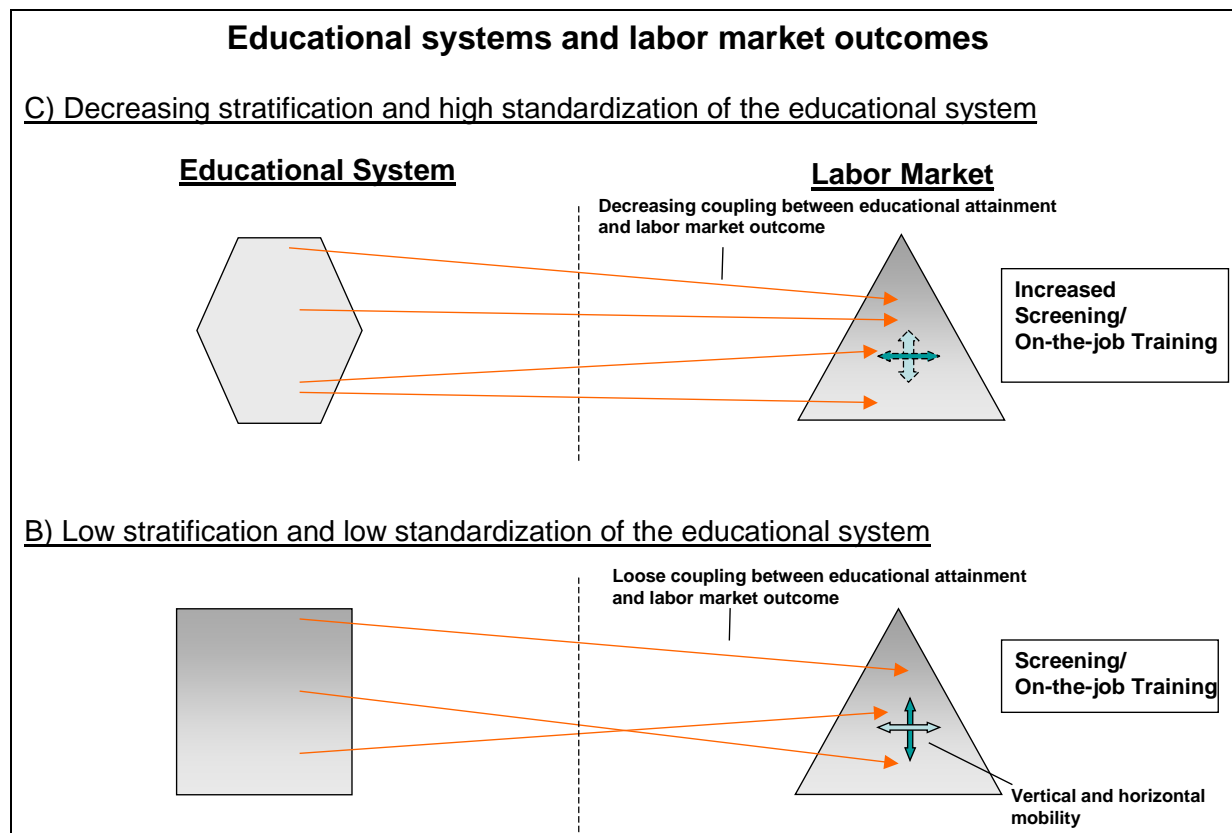 Educational systems and labor market outcomes
C) Decreasing stratification and high standardization of the educational system
Educational System
Labor Market
Decreasing coupling between educational attainment
and labor market outcome
Increased
Screening/
On-the-job Training
B) Low stratification and low standardization of the educational system
Loose coupling between educational attainment
and labor market outcome
Screening/
On-the-job Training
Vertical and horizontal
mobility